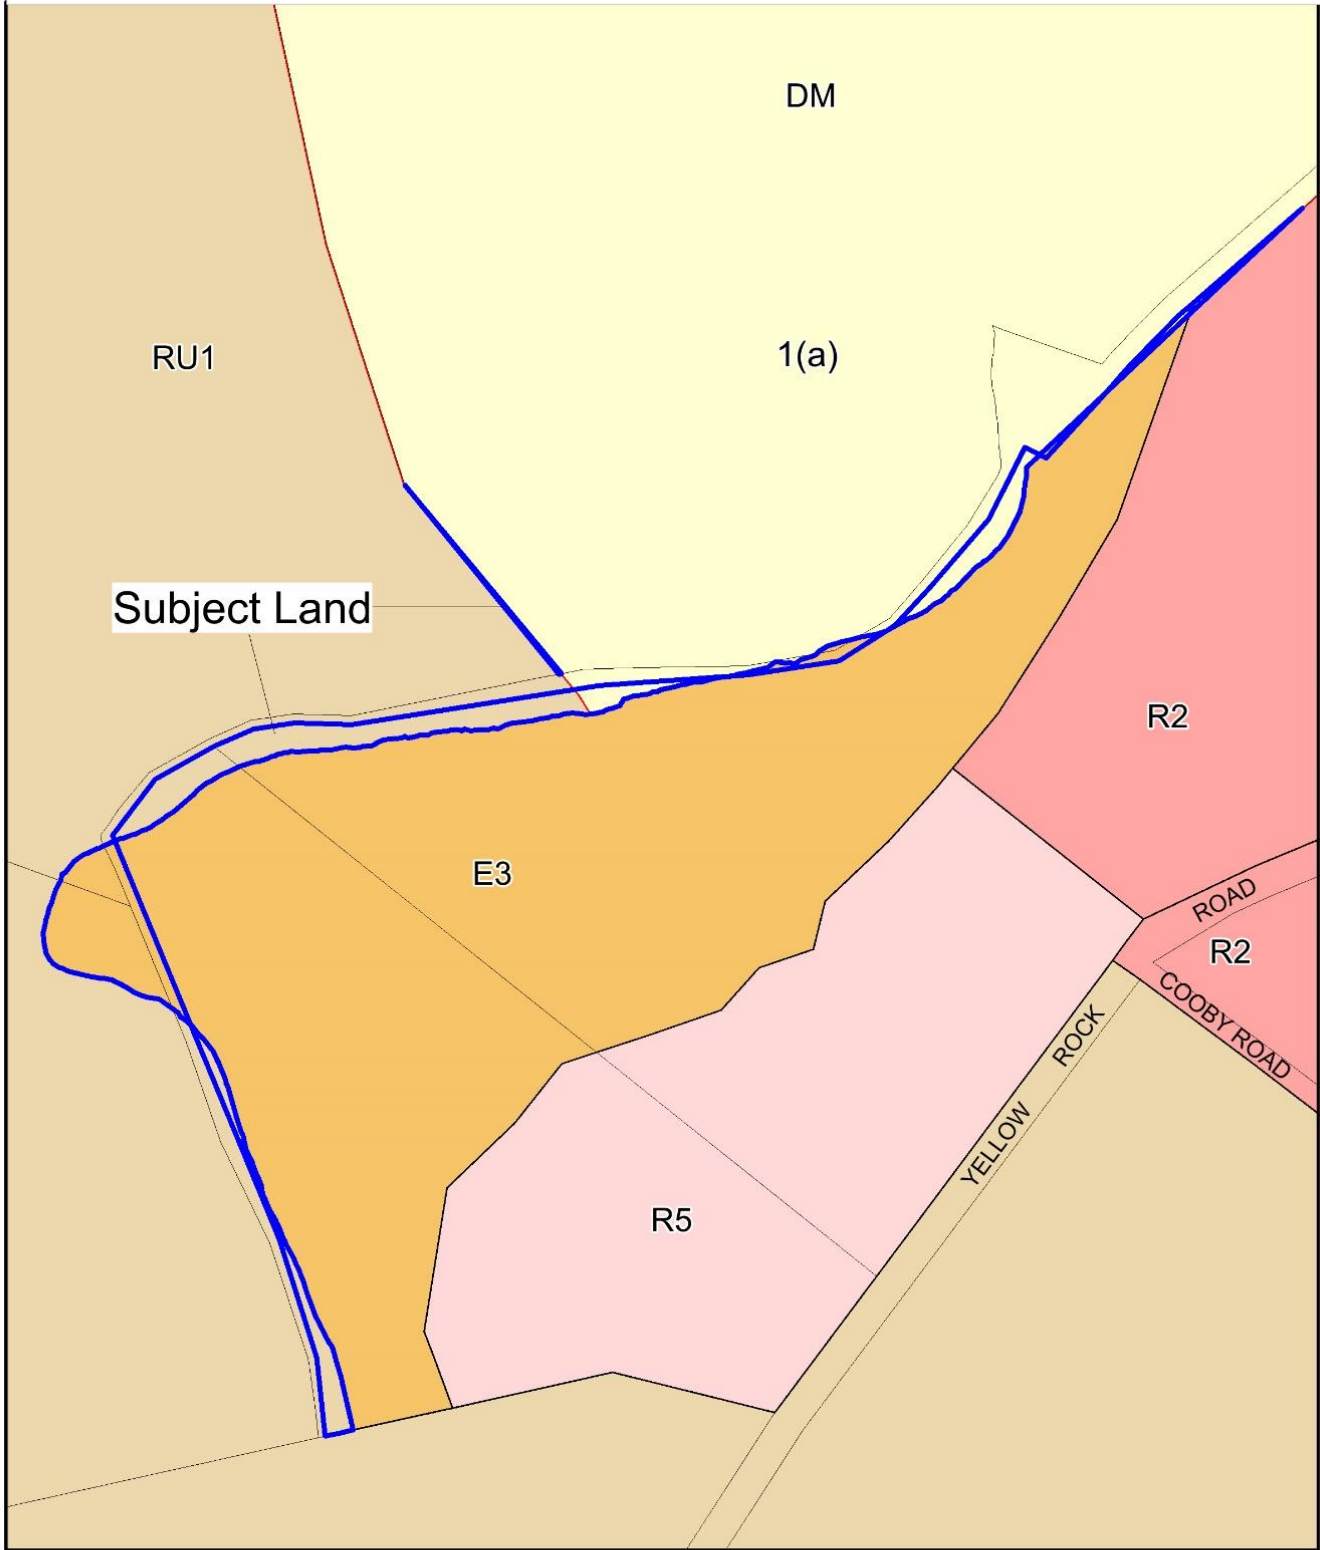 DM
RU1
1(a)
Subject Land
R2
E3
ROAD
R2
COOBY ROAD
YELLOW ROCK
R5